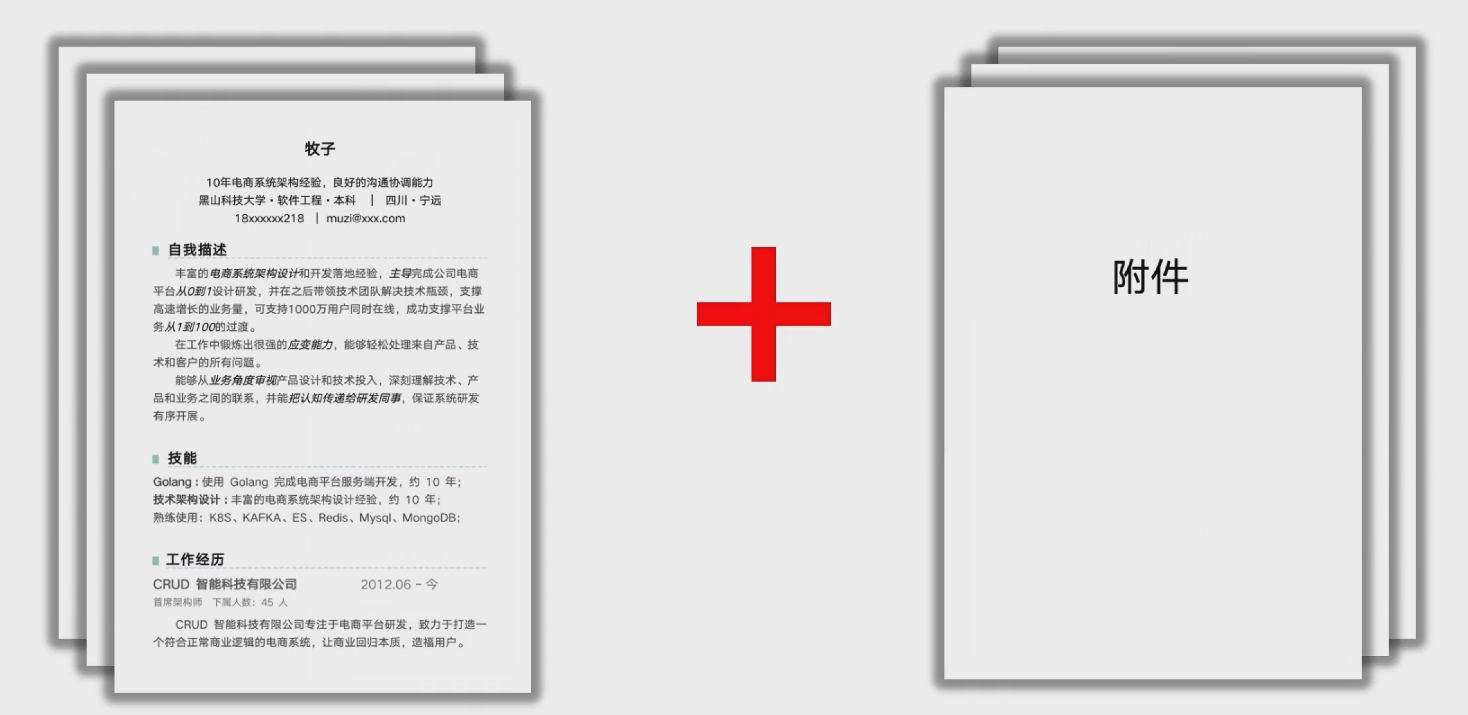 牧子
10年电商系统架构经验，良好的沟通协调能力
黑山科技大学·软件工程·本科 | 四川·宁远
18xxxxxx218 | muzi@xxx.com
自我描述
丰富的电商系统架构设计和开发落地经验，主导完成公司电商
平台从0到1设计研发，并在之后带领技术团队解决技术瓶颈，支撑
高速增长的业务量，可支持1000万用户同时在线，成功支撑平台业
务从1到100的过渡。
在工作中锻炼出很强的应变能力，能够轻松处理来自产品、技
术和客户的所有问题。
能够从业务角度审视产品设计和技术投入，深刻理解技术、产
品和业务之间的联系，并能把认知传递给研发同事，保证系统研发
有序开展。
技能
Golang：使用 Golang 完成电商平台服务端开发，约 10 年；
技术架构设计：丰富的电商系统架构设计经验，约 10 年；
熟练使用：K8S、KAFKA、ES、Redis、Mysql、MongoDB；
工作经历
CRUD 智能科技有限公司 2012.06 - 今
首席架构师 下属人数：45 人
CRUD 智能科技有限公司专注于电商平台研发，致力于打造一
个符合正常商业逻辑的电商系统，让商业回归本质，造福用户。
附件